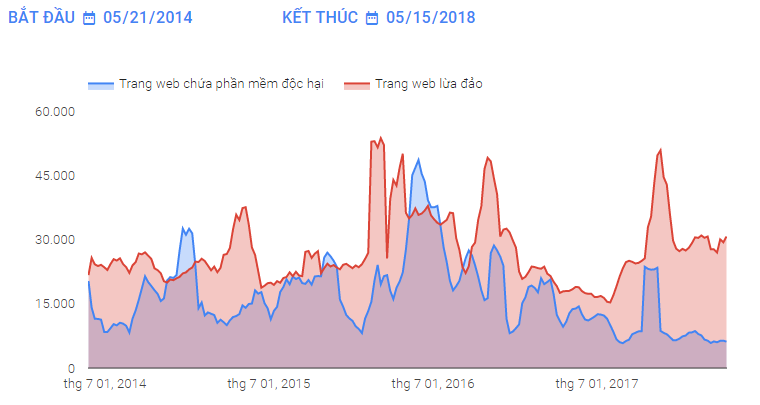 BẮT ĐẦU 05/21/2014 KẾT THÚC 05/15/2018
Trang web chứa phần mềm độc hại Trang web lừa đảo
60.000
45.000
30.000
15.000
0
thg 7 01, 2014 thg 7 01, 2015 thg 7 01, 2016 thg 7 01, 2017